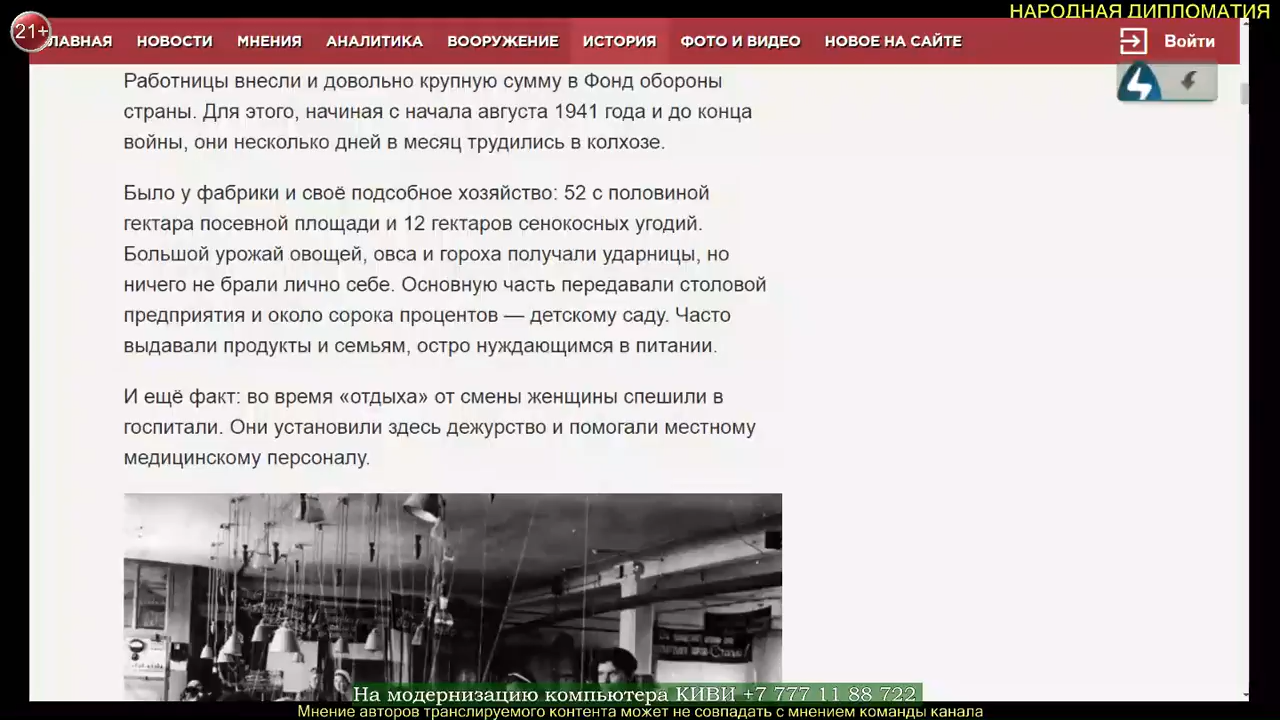 НАРОДНАЯ ДИПЛОМАТИЯ
21+
ЛАВНАЯ НОВОСТИ МНЕНИЯ АНАЛИТИКА ВООРУЖЕНИЕ ИСТОРИЯ ФОТО И ВИДЕО НОВОЕ НА САЙТЕ Войти
Работницы внесли и довольно крупную сумму в Фонд обороны
страны. Для этого, начиная с начала августа 1941 года и до конца
войны, они несколько дней в месяц трудились в колхозе.
Было у фабрики и своё подсобное хозяйство: 52 с половиной
гектара посевной площади и 12 гектаров сенокосных угодий.
Большой урожай овощей, овса и гороха получали ударницы, но
ничего не брали лично себе. Основную часть передавали столовой
предприятия и около сорока процентов — детскому саду. Часто
выдавали продукты и семьям, остро нуждающимся в питании.
И ещё факт: во время «отдыха» от смены женщины спешили в
госпитали. Они установили здесь дежурство и помогали местному
медицинскому персоналу.
На модернизацию компьютера КИВИ +7 777 11 88 722
Мнение авторов транслируемого контента может не совпадать с мнением команды канала